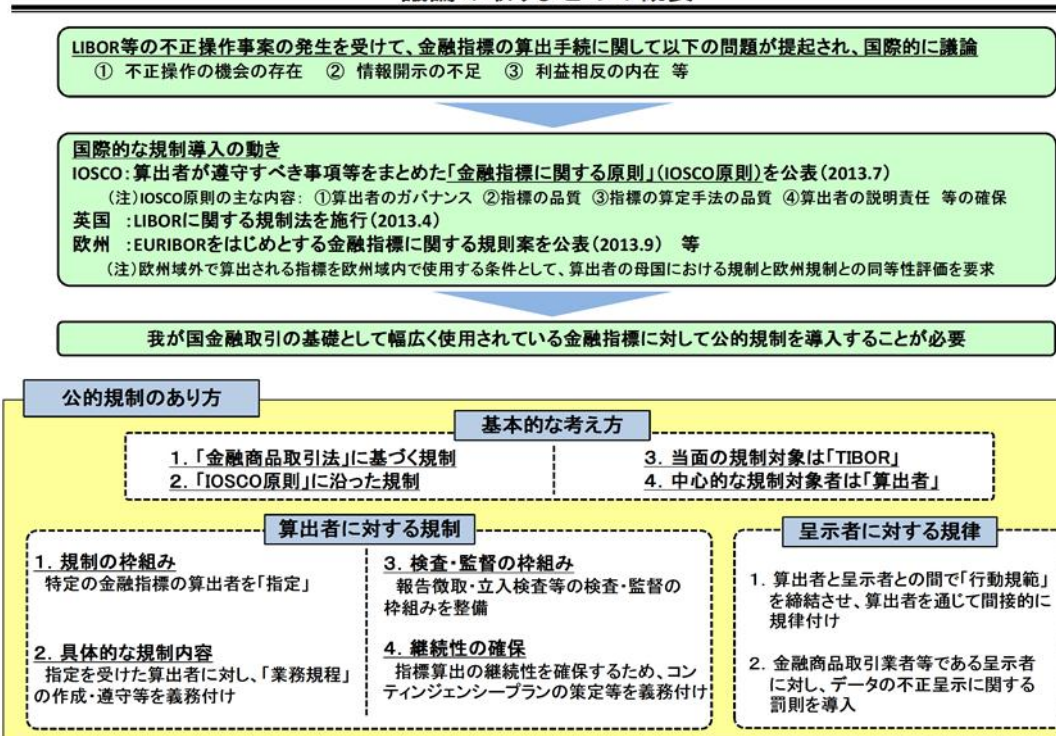 LIBOR等の不正操作事案の発生を受けて、金融指標の算出手続に関して以下の問題が提起され、国際的に議論
① 不正操作の機会の存在 ② 情報開示の不足 ③ 利益相反の内在 等
国際的な規制導入の動き
IOSCO:算出者が遵守すべき事項等をまとめた「金融指標に関する原則」(IOSCO原則)を公表(2013.7)
(注)IOSCO原則の主な内容: ①算出者のガバナンス ②指標の品質 ③指標の算定手法の品質 ④算出者の説明責任 等の確保
英国 :LIBORに関する規制法を施行(2013.4)
欧州 :EURIBORをはじめとする金融指標に関する規則案を公表(2013.9) 等
(注)欧州域外で算出される指標を欧州域内で使用する条件として、算出者の母国における規制と欧州規制との同等性評価を要求
我が国金融取引の基礎として幅広く使用されている金融指標に対して公的規制を導入することが必要
公的規制のあり方
基本的な考え方
1.「金融商品取引法」に基づく規制
2.「IOSCO原則」に沿った規制
3. 当面の規制対象は「TIBOR」
4. 中心的な規制対象者は「算出者」
算出者に対する規制
1. 規制の枠組み
特定の金融指標の算出者を「指定」
2. 具体的な規制内容
指定を受けた算出者に対し、「業務規程」
の作成・遵守等を義務付け
3. 検査・監督の枠組み
報告徴取・立入検査等の検査・監督の
枠組みを整備
4. 継続性の確保
指標算出の継続性を確保するため、コン
ティンジェンシープランの策定等を義務付け
呈示者に対する規律
1. 算出者と呈示者との間で「行動規範」
を締結させ、算出者を通じて間接的に
規律付け
2. 金融商品取引業者等である呈示者
に対し、データの不正呈示に関する
罰則を導入